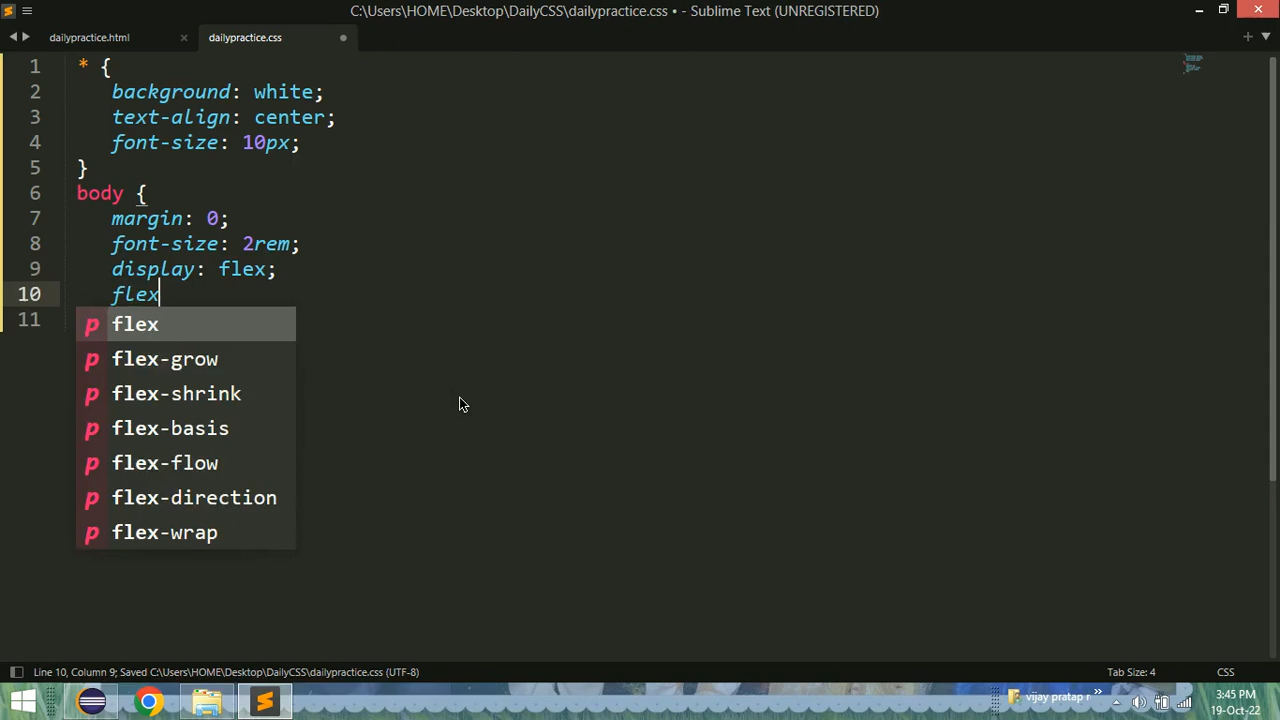 C:\Users\HOME\Desktop\DailyCSS\dailypractice.css • - Sublime Text (UNREGISTERED)
dailypractice.html
dailypractice.css
1 * {
2 background: white;
3 text-align: center;
4 font-size: 10px;
5 }
6 body {
7 margin: 0;
8 font-size: 2rem;
9 display: flex;
10 flex
11
p flex
p flex-grow
p flex-shrink
p flex-basis
p flex-flow
p flex-direction
p flex-wrap
Line 10, Column 9; Saved C:\Users\HOME\Desktop\DailyCSS\dailypractice.css (UTF-8)
Tab Size: 4
CSS
vijay pratap r
3:45 PM
19-Oct-22